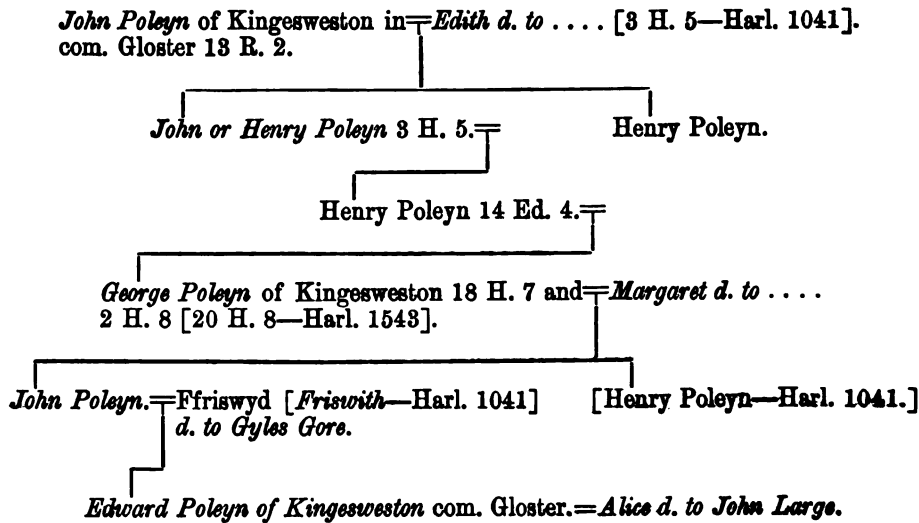 John Poleyn of Kingesweston in=Edith d. to . . . . [3 H. 5—Harl. 1041].
com. Gloster 13 R. 2.
John or Henry Poleyn 3 H. 5.= Henry Poleyn.
Henry Poleyn 14 Ed. 4.=
George Poleyn of Kingesweston 18 H. 7 and=Margaret d. to . . . .
2 H. 8 [20 H. 8—Harl. 1543].
John Poleyn.=Ffriswyd [Friswith—Harl. 1041] [Henry Poleyn—Harl. 1041.]
d. to Gyles Gore.
Edward Poleyn of Kingesweston com. Gloster.=Alice d. to John Large.